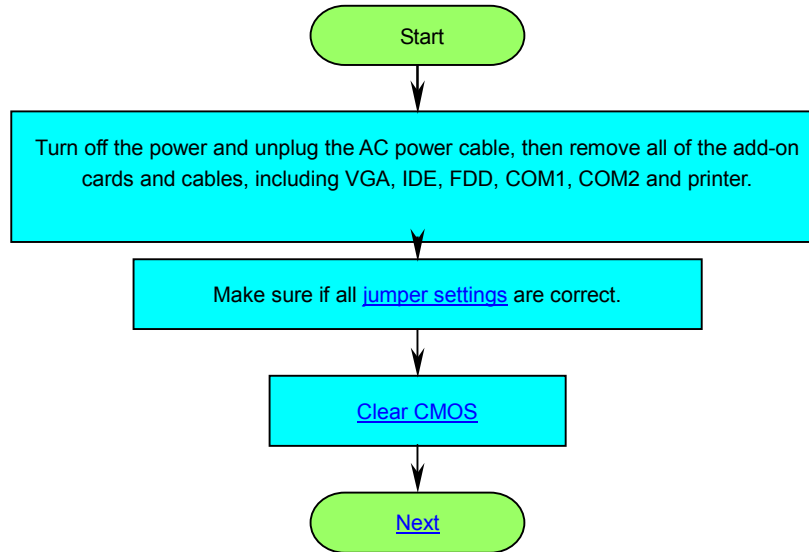 Start
Turn off the power and unplug the AC power cable, then remove all of the add-on
cards and cables, including VGA, IDE, FDD, COM1, COM2 and printer.
Make sure if all jumper settings are correct.
Clear CMOS
Next